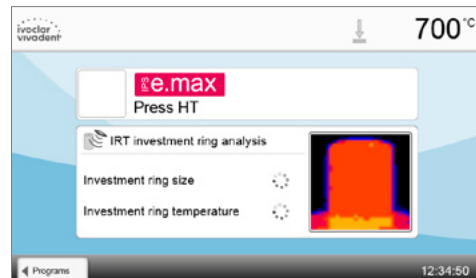 ivoclar
vivadent
700 °C
IPS e.max
Press HT
IRT investment ring analysis
Investment ring size
Investment ring temperature
Programs
12:34:50